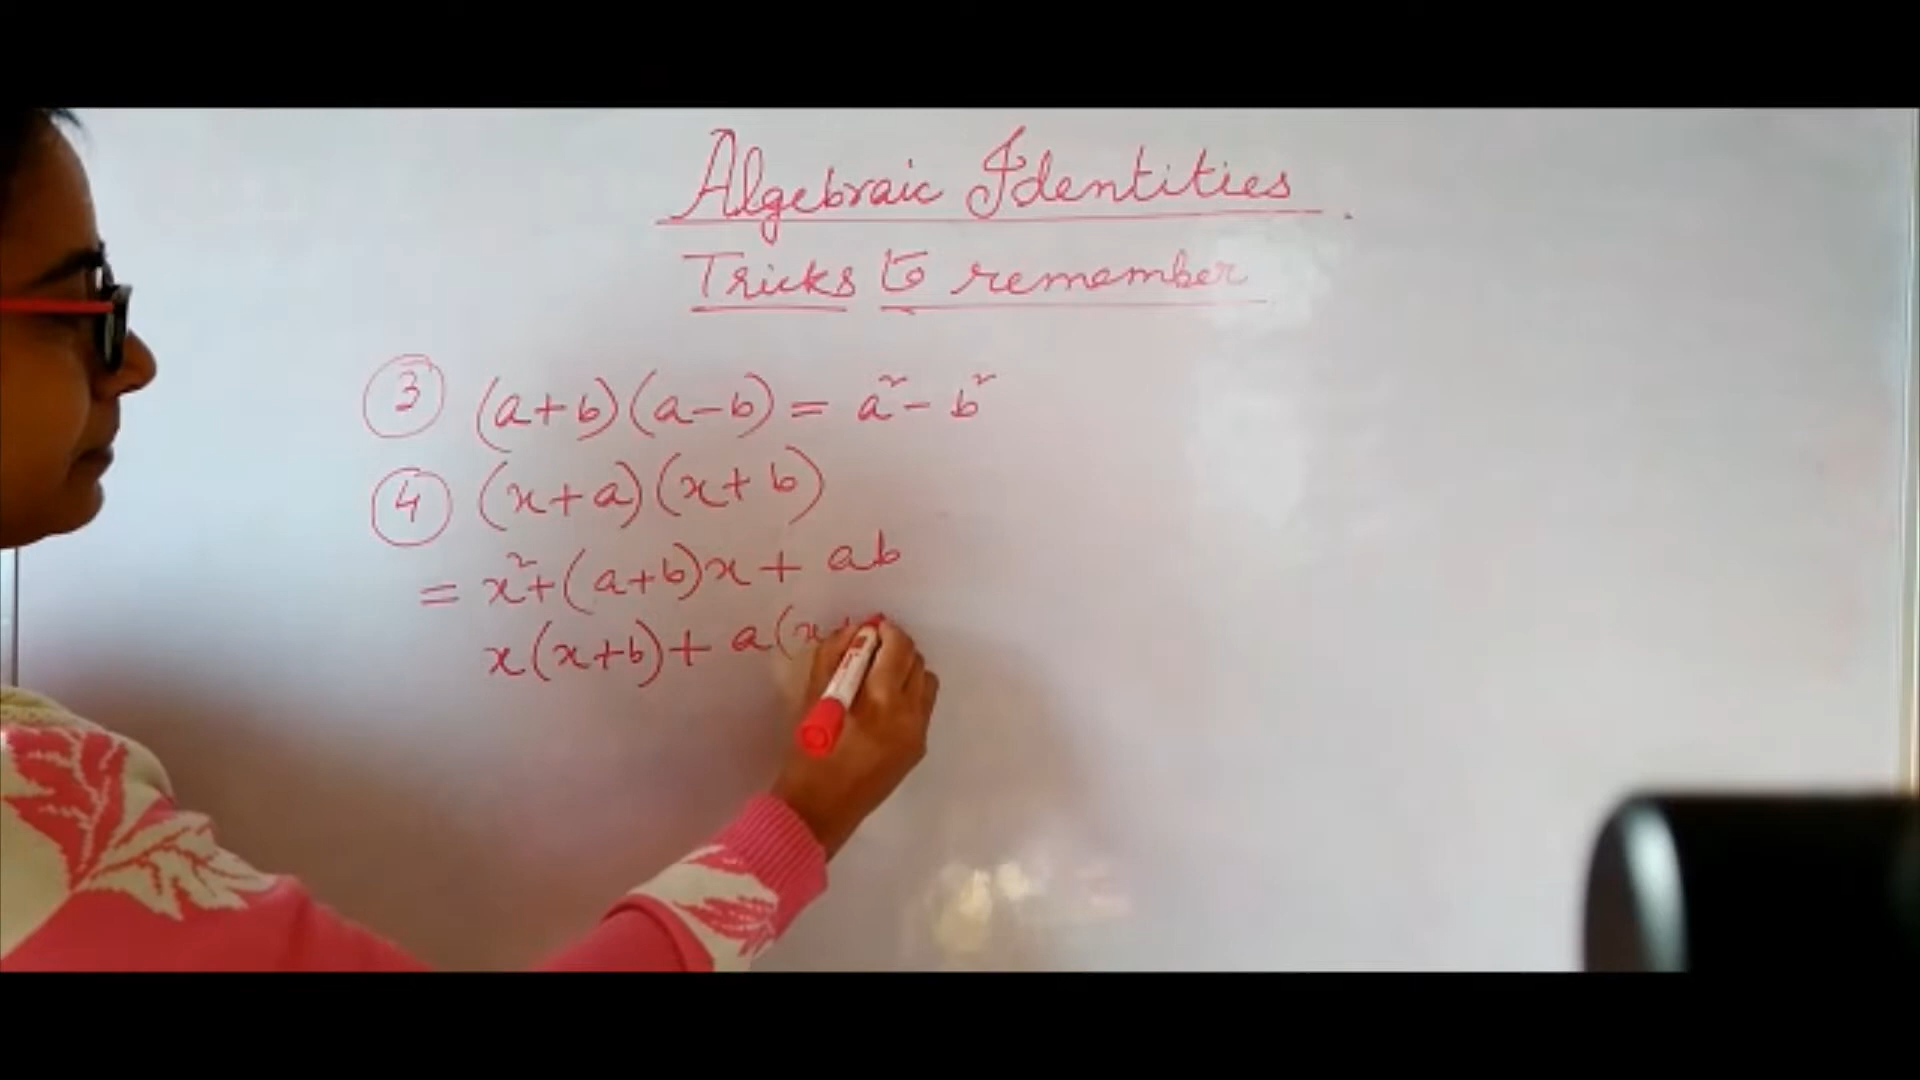 Algebraic Identities
Tricks to remember
3 (a+b)(a-b) = a² - b²
4 (x+a)(x+b)
= x²+(a+b)x + ab
x(x+b)+ a(x+